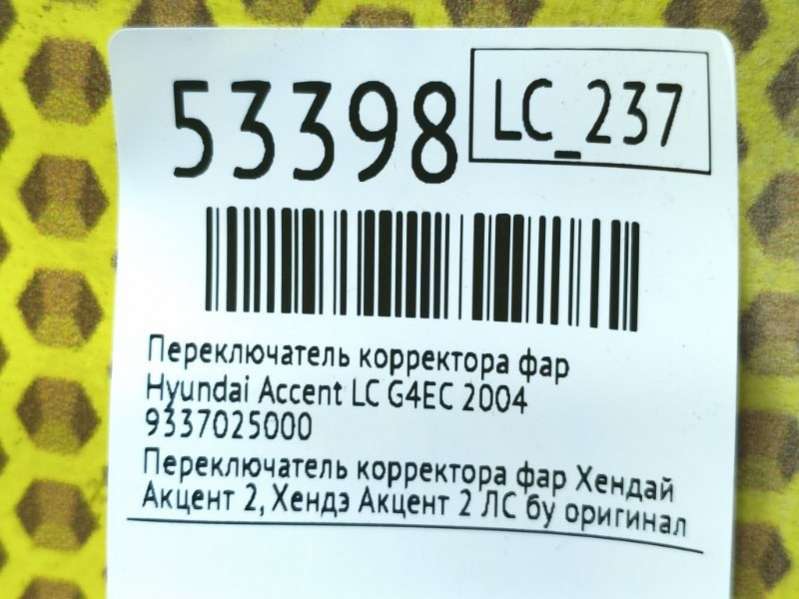 53398
LC_237
Переключатель корректора фар
Hyundai Accent LC G4EC 2004
9337025000
Переключатель корректора фар Хендай
Акцент 2, Хендэ Акцент 2 ЛС бу оригинал